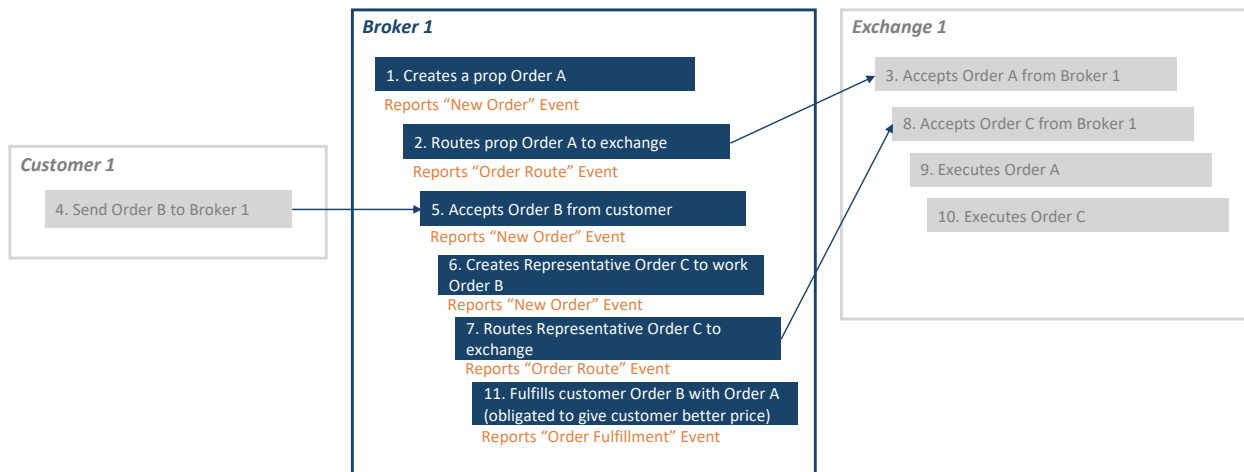 Customer 1
4. Send Order B to Broker 1
Broker 1
1. Creates a prop Order A
Reports “New Order” Event
2. Routes prop Order A to exchange
Reports “Order Route” Event
5. Accepts Order B from customer
Reports “New Order” Event
6. Creates Representative Order C to work
Order B
Reports “New Order” Event
7. Routes Representative Order C to
exchange
Reports “Order Route” Event
11. Fulfills customer Order B with Order A
(obligated to give customer better price)
Reports “Order Fulfillment” Event
Exchange 1
3. Accepts Order A from Broker 1
8. Accepts Order C from Broker 1
9. Executes Order A
10. Executes Order C